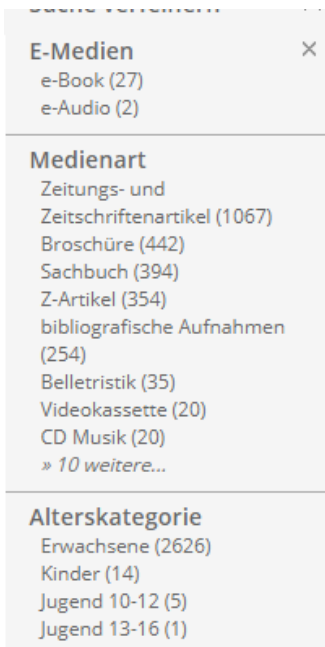 Suche verfeinern
E-Medien
e-Book (27)
e-Audio (2)
Medienart
Zeitungs- und
Zeitschriftenartikel (1067)
Broschüre (442)
Sachbuch (394)
Z-Artikel (354)
bibliografische Aufnahmen
(254)
Belletristik (35)
Videokassette (20)
CD Musik (20)
» 10 weitere...
Alterskategorie
Erwachsene (2626)
Kinder (14)
Jugend 10-12 (5)
Jugend 13-16 (1)